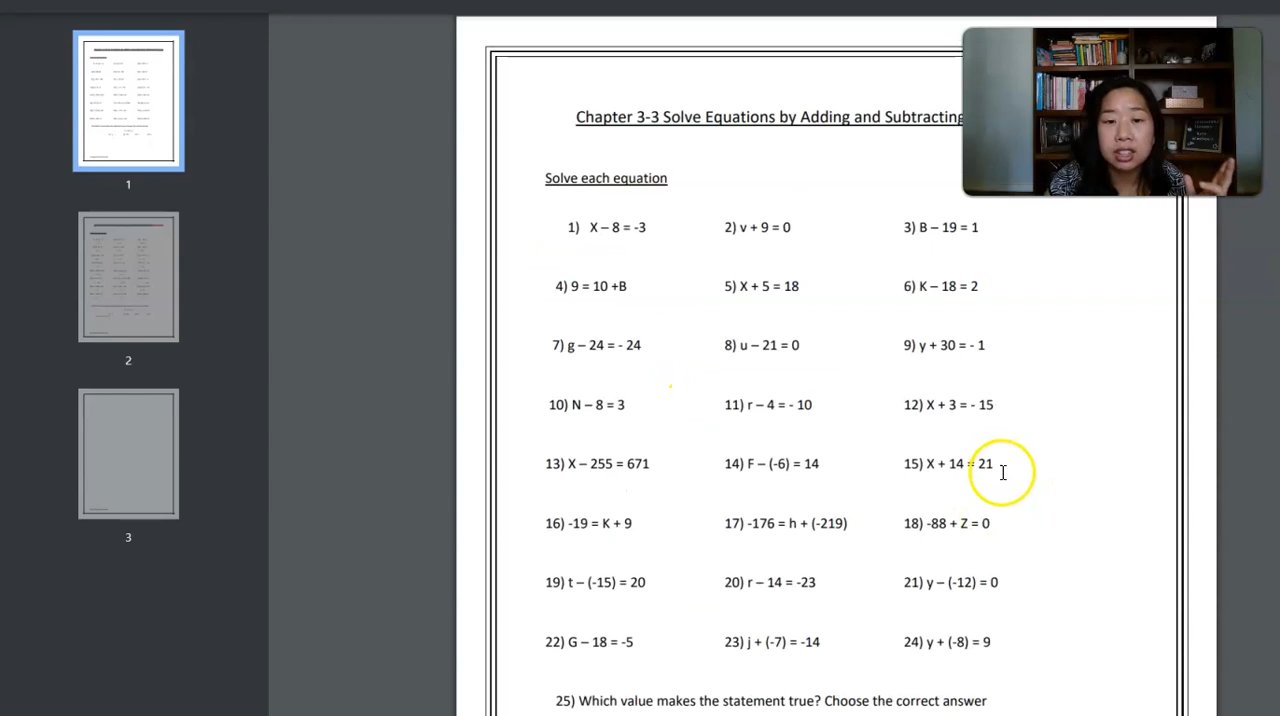 Chapter 3-3 Solve Equations by Adding and Subtracting
Solve each equation
1) X – 8 = -3 2) v + 9 = 0 3) B – 19 = 1
4) 9 = 10 +B 5) X + 5 = 18 6) K – 18 = 2
7) g – 24 = - 24 8) u – 21 = 0 9) y + 30 = - 1
10) N – 8 = 3 11) r – 4 = - 10 12) X + 3 = - 15
13) X – 255 = 671 14) F – (-6) = 14 15) X + 14 = 21
16) -19 = K + 9 17) -176 = h + (-219) 18) -88 + Z = 0
19) t – (-15) = 20 20) r – 14 = -23 21) y – (-12) = 0
22) G – 18 = -5 23) j + (-7) = -14 24) y + (-8) = 9
25) Which value makes the statement true? Choose the correct answer
1
2
3